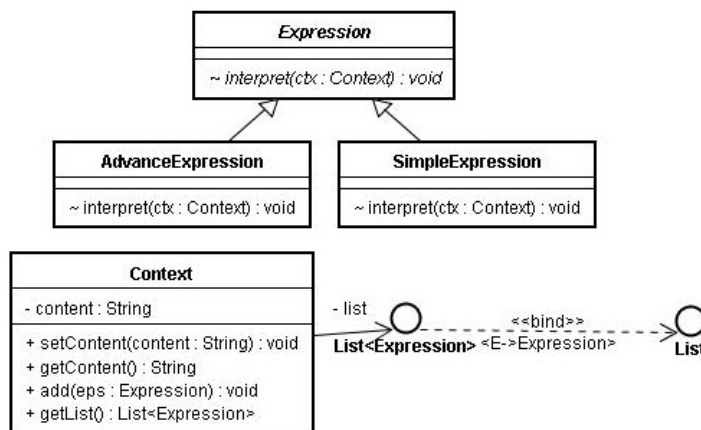 Expression
~ interpret(ctx : Context) : void
AdvanceExpression
~ interpret(ctx : Context) : void
SimpleExpression
~ interpret(ctx : Context) : void
Context
- content : String
+ setContent(content : String) : void
+ getContent() : String
+ add(eps : Expression) : void
+ getList() : List<Expression>
- list
List<Expression>
<<bind>>
<E->Expression>
List